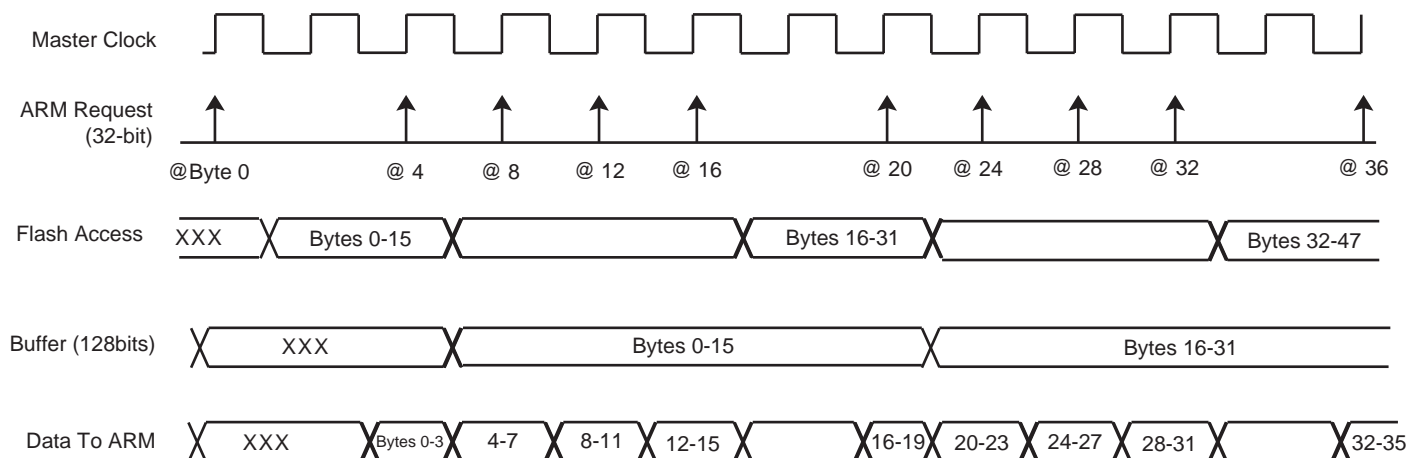 Master Clock
ARM Request
(32-bit)
@Byte 0 @ 4 @ 8 @ 12 @ 16 @ 20 @ 24 @ 28 @ 32 @ 36
Flash Access XXX Bytes 0-15 Bytes 16-31 Bytes 32-47
Buffer (128bits) XXX Bytes 0-15 Bytes 16-31
Data To ARM XXX Bytes 0-3 4-7 8-11 12-15 16-19 20-23 24-27 28-31 32-35